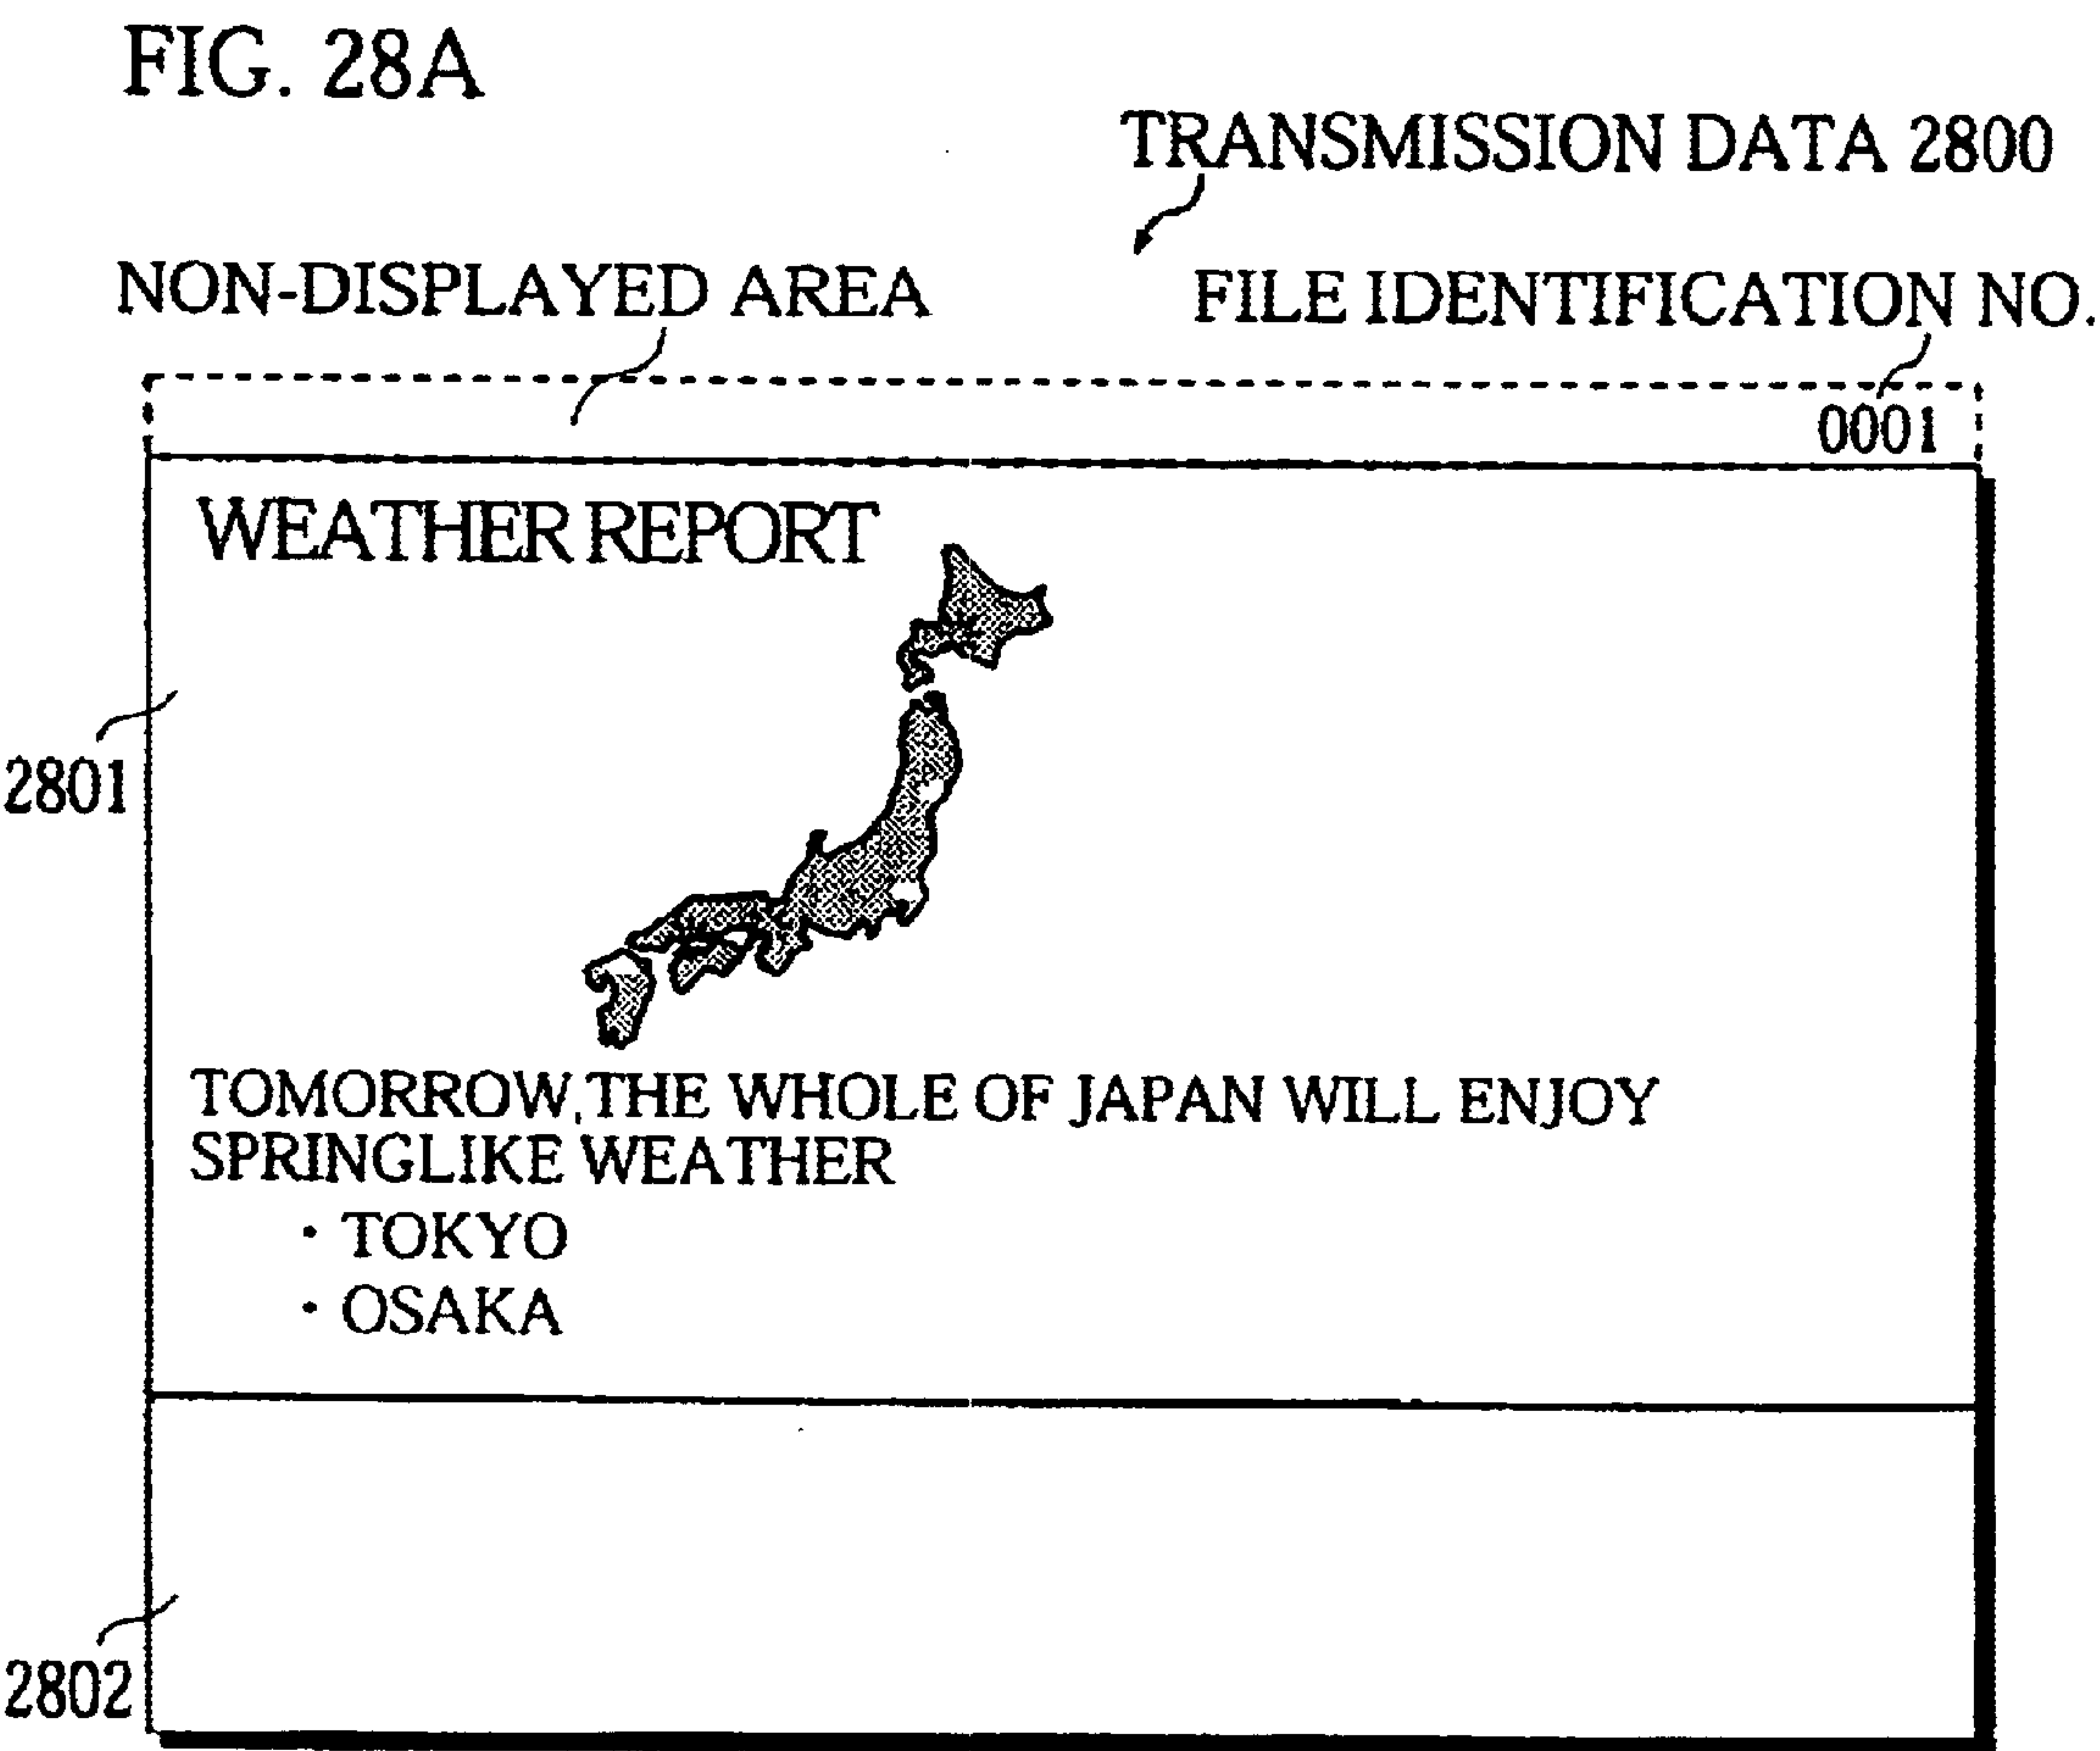 FIG. 28A
TRANSMISSION DATA 2800
NON-DISPLAYED AREA
FILE IDENTIFICATION NO.
0001
WEATHER REPORT
2801
TOMORROW, THE WHOLE OF JAPAN WILL ENJOY
SPRINGLIKE WEATHER
· TOKYO
· OSAKA
2802